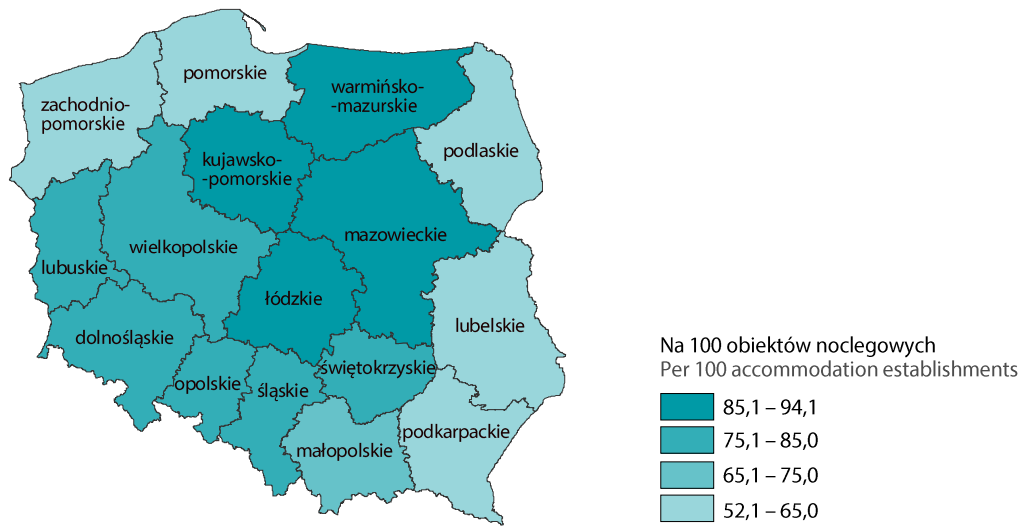 pomorskie
warmińsko-
-mazurskie
zachodnio-
pomorskie
podlaskie
kujawsko-
-pomorskie
mazowieckie
wielkopolskie
lubuskie
łódzkie
lubelskie
dolnośląskie
świętokrzyskie
opolskie
śląskie
podkarpackie
małopolskie
Na 100 obiektów noclegowych
Per 100 accommodation establishments
85,1 – 94,1
75,1 – 85,0
65,1 – 75,0
52,1 – 65,0